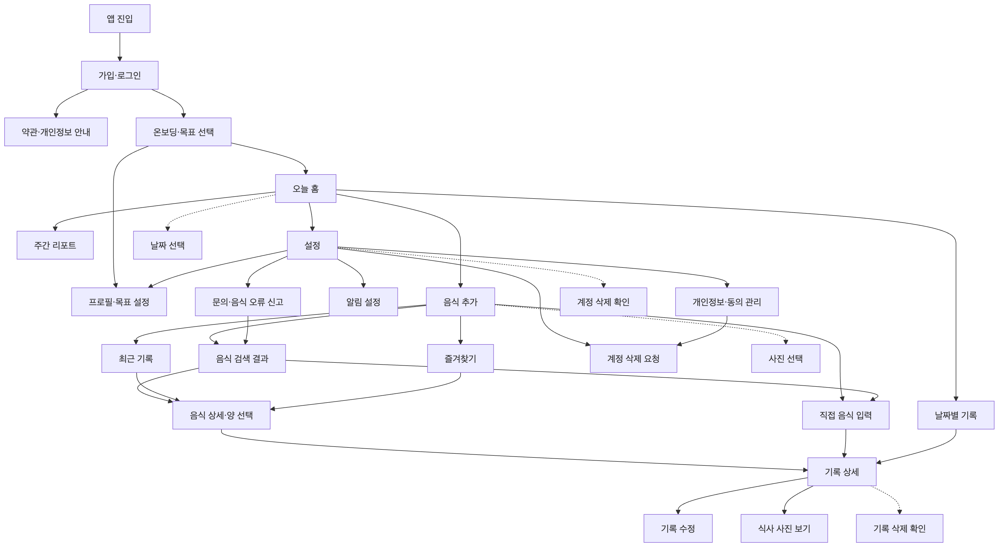 앱 진입
가입·로그인
약관·개인정보 안내
온보딩·목표 선택
오늘 홈
주간 리포트
날짜 선택
설정
프로필·목표 설정
문의·음식 오류 신고
알림 설정
음식 추가
계정 삭제 확인
개인정보·동의 관리
최근 기록
음식 검색 결과
즐겨찾기
계정 삭제 요청
사진 선택
음식 상세·양 선택
직접 음식 입력
날짜별 기록
기록 상세
기록 수정
식사 사진 보기
기록 삭제 확인